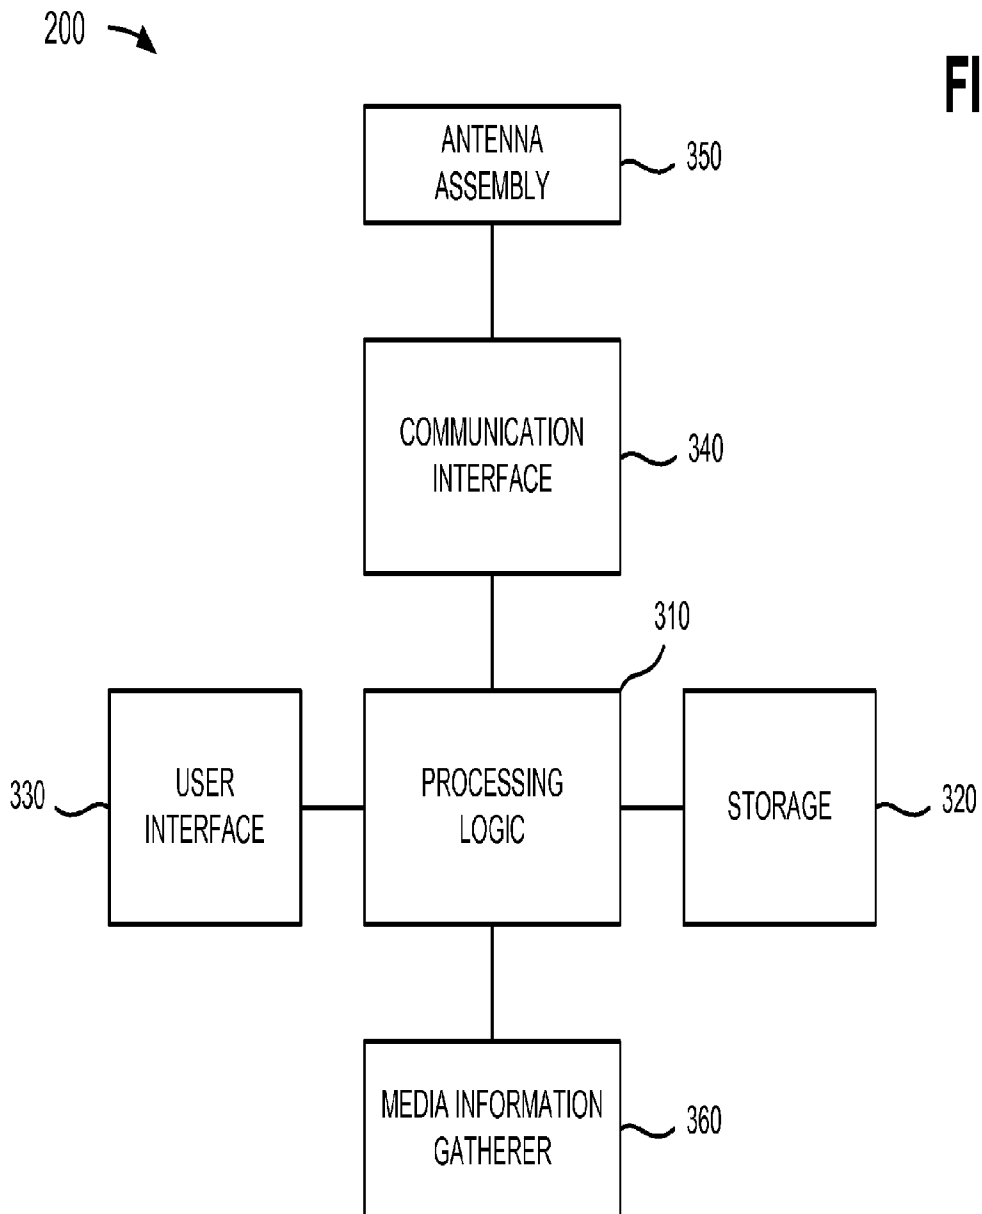 200
FI
ANTENNA
ASSEMBLY
350
COMMUNICATION
INTERFACE
340
310
330
USER
INTERFACE
PROCESSING
LOGIC
STORAGE
320
MEDIA INFORMATION
GATHERER
360